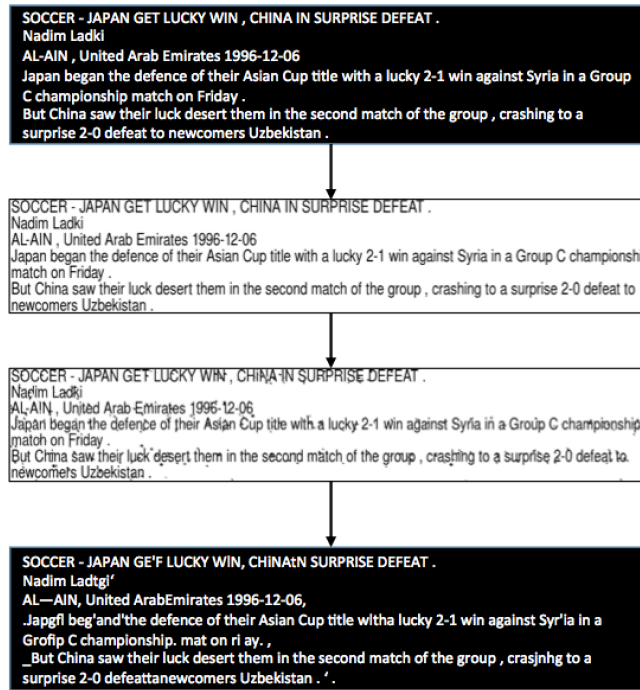 SOCCER - JAPAN GET LUCKY WIN , CHINA IN SURPRISE DEFEAT .
Nadim Ladki
AL-AIN , United Arab Emirates 1996-12-06
Japan began the defence of their Asian Cup title with a lucky 2-1 win against Syria in a Group
C championship match on Friday .
But China saw their luck desert them in the second match of the group , crashing to a
surprise 2-0 defeat to newcomers Uzbekistan .
SOCCER - JAPAN GET LUCKY WIN , CHINA IN SURPRISE DEFEAT .
Nadim Ladki
AL-AIN , United Arab Emirates 1996-12-06
Japan began the defence of their Asian Cup title with a lucky 2-1 win against Syria in a Group C championshi
match on Friday .
But China saw their luck desert them in the second match of the group , crashing to a surprise 2-0 defeat to
newcomers Uzbekistan .
SOCCER - JAPAN GET LUCKY WIN , CHINA IN SURPRISE DEFEAT .
Nadim Ladki
AL-AIN , United Arab Emirates 1996-12-06
Japan began the defence of their Asian Cup title with a lucky 2-1 win against Syria in a Group C championship
match on Friday .
But China saw their luck desert them in the second match of the group , crashing to a surprise 2-0 defeat to
newcomers Uzbekistan .
SOCCER - JAPAN GE'F LUCKY WlN, CHiNAtN SURPRISE DEFEAT .
Nadim Ladtgi‘
AL—AIN, United ArabEmirates 1996-12-06,
.Japgfl beg'and'the defence of their Asian Cup title wltha lucky 2-1 win against Syr'ia in a
Grofip C championship. mat on ri ay. ,
_But China saw their luck desert them in the second match of the group , crasjnhg to a
surprise 2-0 defeattanewcomers Uzbekistan . ‘ .